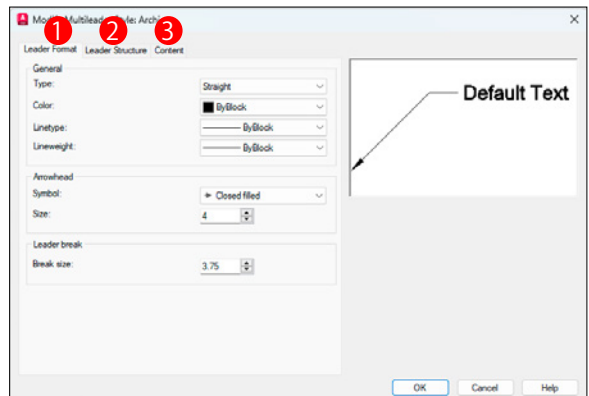 Modify Multileader Style: Archi
1 2 3
Leader Format Leader Structure Content
General
Type: Straight
Color: ByBlock
Linetype: ByBlock
Lineweight: ByBlock
Default Text
Arrowhead
Symbol: Closed filled
Size: 4
Leader break
Break size: 3.75
OK Cancel Help